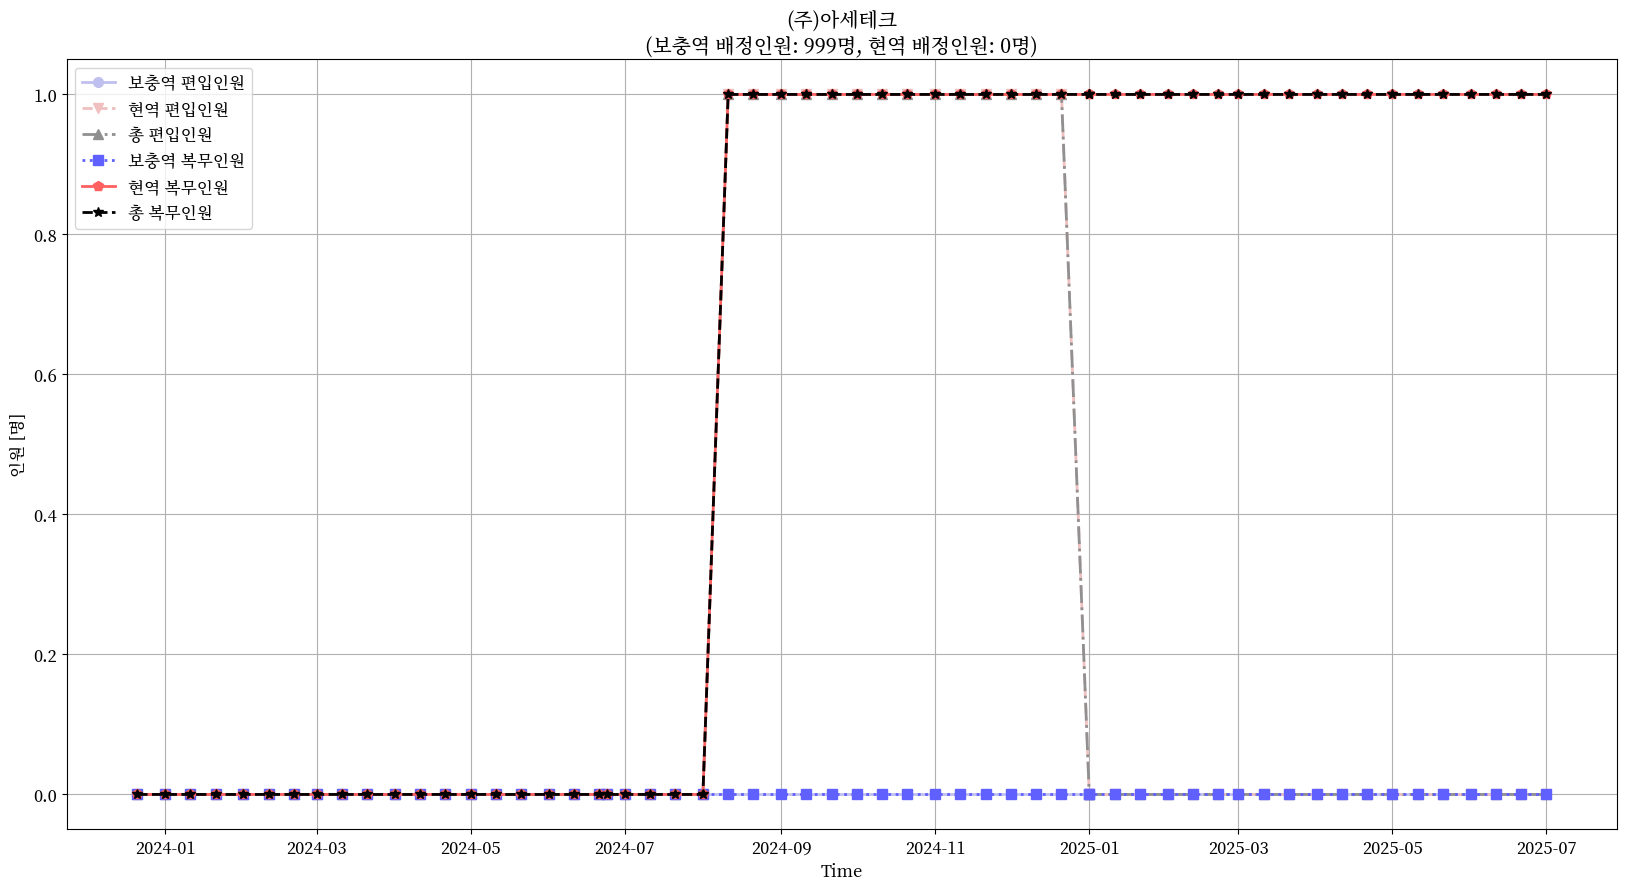 (주)아세테크
(보충역 배정인원: 999명, 현역 배정인원: 0명)
보충역 편입인원
현역 편입인원
총 편입인원
보충역 복무인원
현역 복무인원
총 복무인원
1.0
0.8
0.6
0.4
0.2
0.0
인원 [명]
2024-01
2024-03
2024-05
2024-07
2024-09
2024-11
2025-01
2025-03
2025-05
2025-07
Time